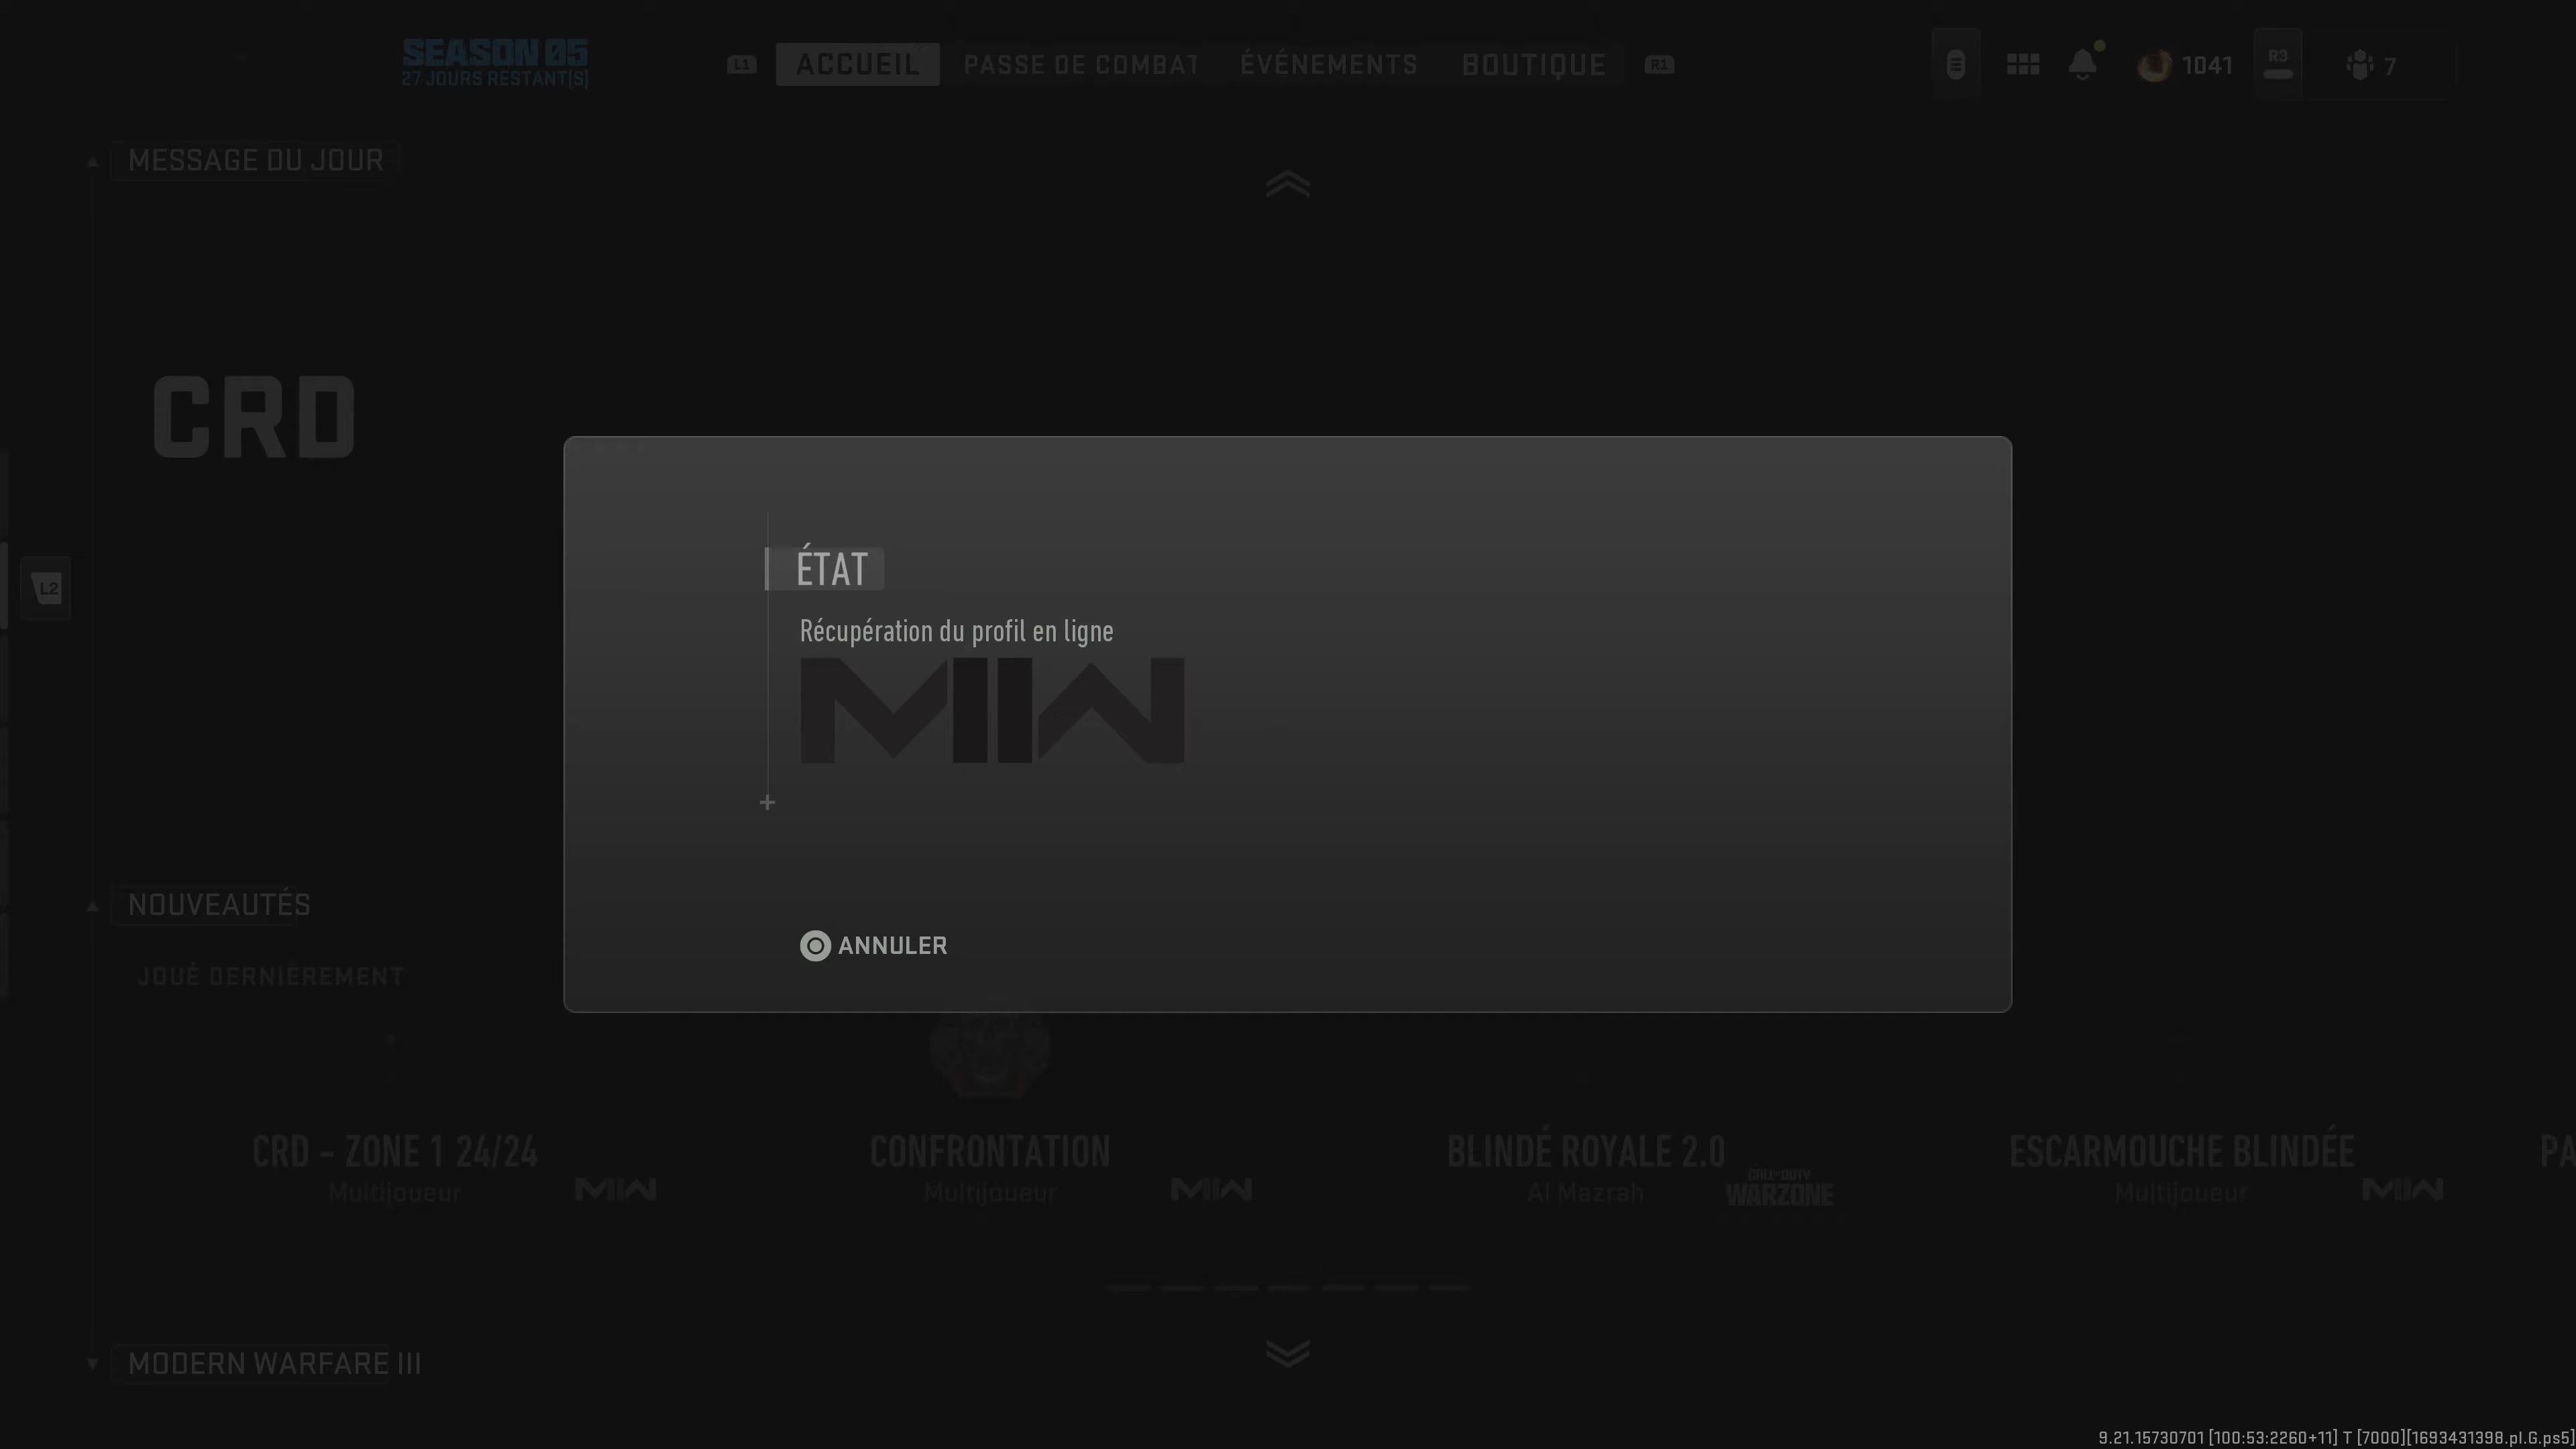 SEASON 05
27 JOURS RESTANT(S)
L1 ACCUEIL PASSE DE COMBAT ÉVÉNEMENTS BOUTIQUE R1
1041 R3 7
MESSAGE DU JOUR
CRD
L2
ÉTAT
Récupération du profil en ligne
MIIW
ANNULER
NOUVEAUTÉS
JOUÉ DERNIÈREMENT
CRD – ZONE 1 24/24
Multijoueur MIIW
CONFRONTATION
Multijoueur MIIW
BLINDÉ ROYALE 2.0
Al Mazrah CALL OF DUTY WARZONE
ESCARMOUCHE BLINDÉE
Multijoueur MIIW
PA
MODERN WARFARE III
9.21.15730701 [100:53:2260+11] T [7000][1693431398.pl.G.ps5]